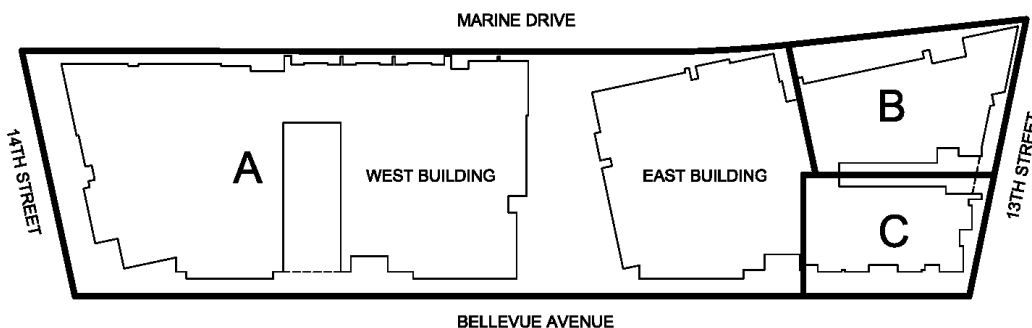 MARINE DRIVE
14TH STREET
A
WEST BUILDING
EAST BUILDING
B
C
13TH STREET
BELLEVUE AVENUE